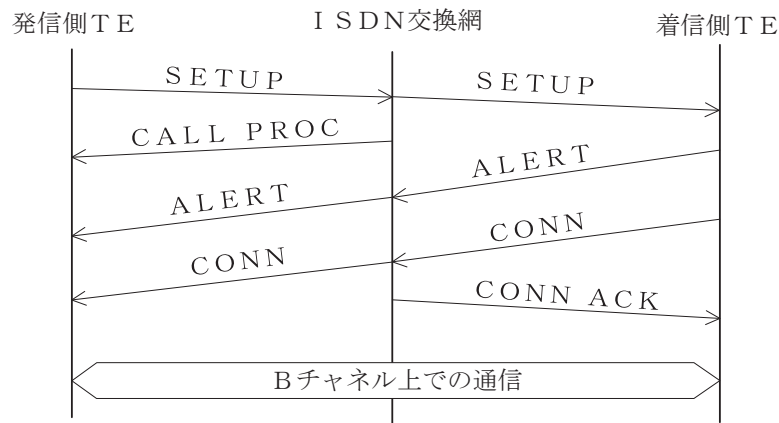 発信側ＴＥ
ＩＳＤＮ交換網
着信側ＴＥ
ＳＥＴＵＰ
ＳＥＴＵＰ
ＣＡＬＬ ＰＲＯＣ
ＡＬＥＲＴ
ＡＬＥＲＴ
ＣＯＮＮ
ＣＯＮＮ
ＣＯＮＮ ＡＣＫ
Ｂチャネル上での通信